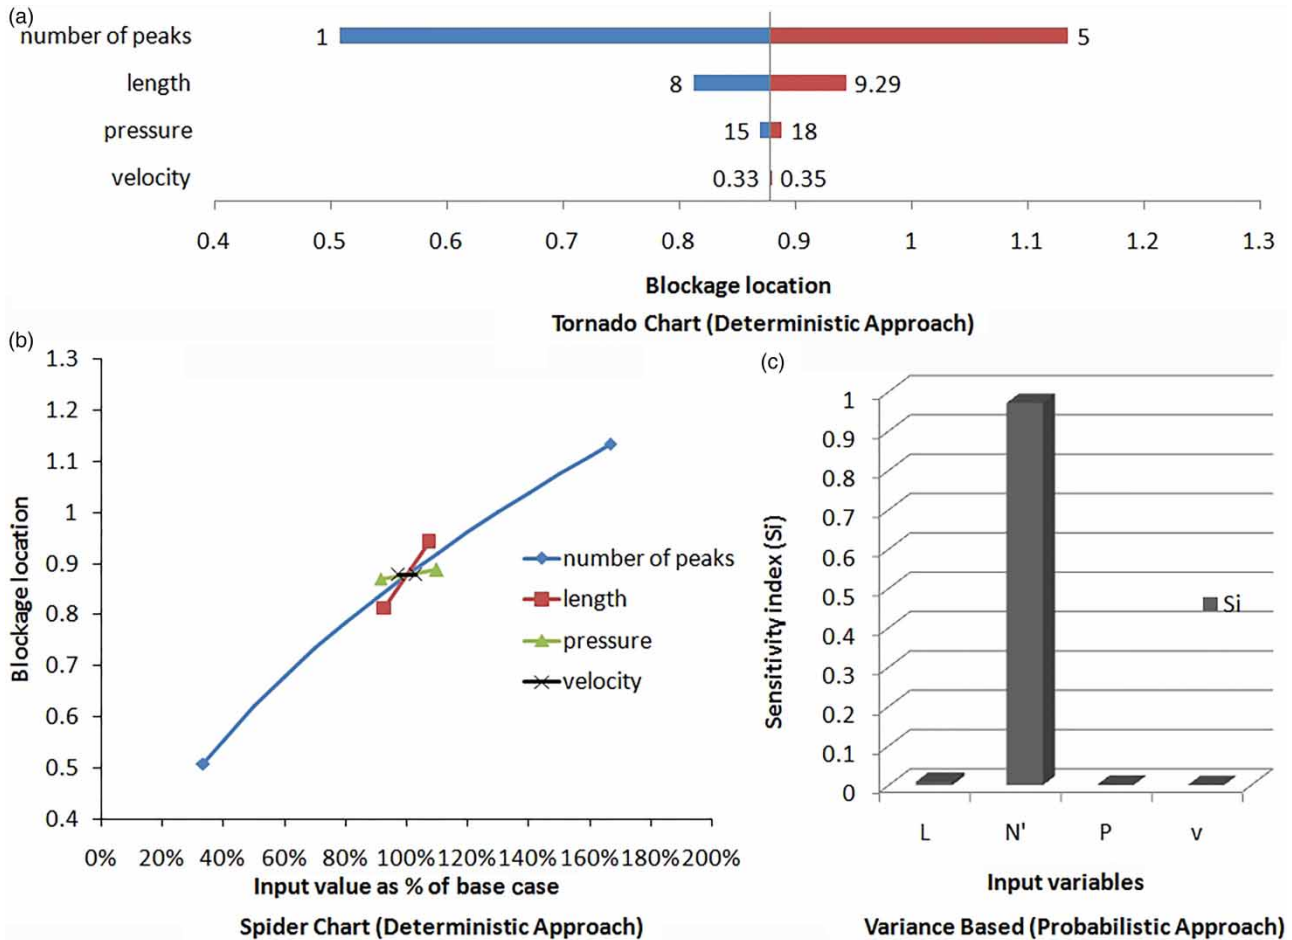 (a)
number of peaks 1 5
length 8 9.29
pressure 15 18
velocity 0.33 0.35
0.4 0.5 0.6 0.7 0.8 0.9 1 1.1 1.2 1.3
Blockage location
Tornado Chart (Deterministic Approach)
(b)
Blockage location
1.3
1.2
1.1
1
0.9
0.8
0.7
0.6
0.5
0.4
number of peaks
length
pressure
velocity
0% 20% 40% 60% 80% 100% 120% 140% 160% 180% 200%
Input value as % of base case
Spider Chart (Deterministic Approach)
(c)
Sensitivity index (Si)
1
0.9
0.8
0.7
0.6
0.5
0.4
0.3
0.2
0.1
0
Si
L N' P v
Input variables
Variance Based (Probabilistic Approach)